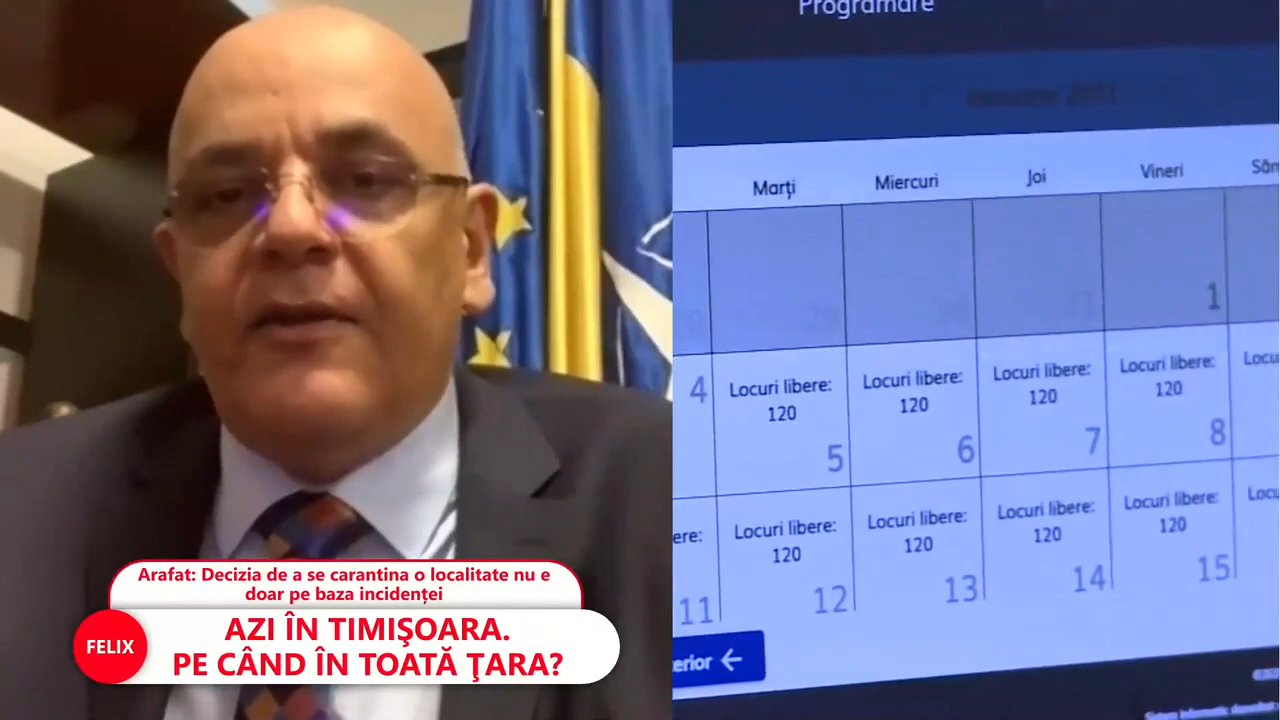 Arafat: Decizia de a se carantina o localitate nu e
doar pe baza incidenței
FELIX
AZI ÎN TIMIŞOARA.
PE CÂND ÎN TOATĂ ŢARA?
Programare
Marți Miercuri Joi Vineri
1
4 Locuri libere: 120 5
Locuri libere: 120 6
Locuri libere: 120 7
Locuri libere: 120 8
11 Locuri libere: 120 12
Locuri libere: 120 13
Locuri libere: 120 14
Locuri libere: 120 15